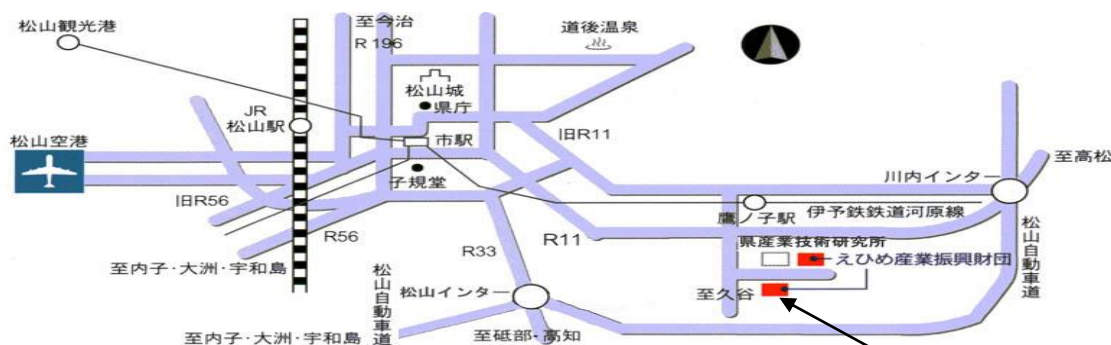 松山観光港
至今治
R 196
道後温泉
松山城
県庁
JR
松山駅
市駅
旧R11
松山空港
至高松
子規堂
川内インター
旧R56
鷹ノ子駅
伊予鉄鉄道河原線
R56
R33
R11
県産業技術研究所
えひめ産業振興財団
至内子・大洲・宇和島
松山自動車道
松山インター
至久谷
松山自動車道
至内子・大洲・宇和島
至砥部・高知